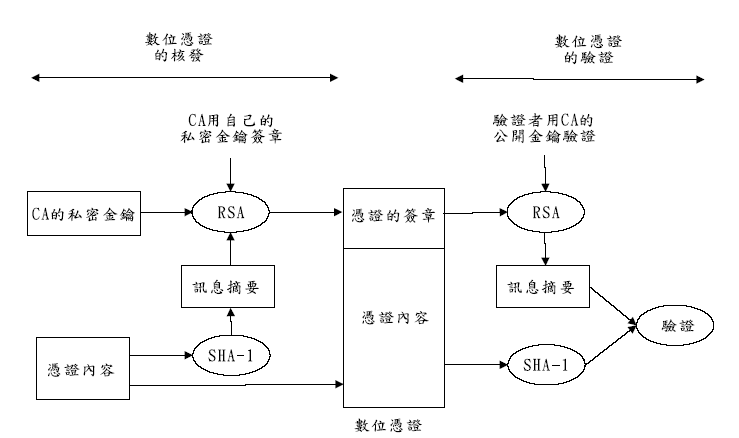 數位憑證
的核發
數位憑證
的驗證
CA用自己的
私密金鑰簽章
驗證者用CA的
公開金鑰驗證
CA的私密金鑰
RSA
憑證的簽章
RSA
訊息摘要
訊息摘要
憑證內容
驗證
憑證內容
SHA-1
SHA-1
數位憑證